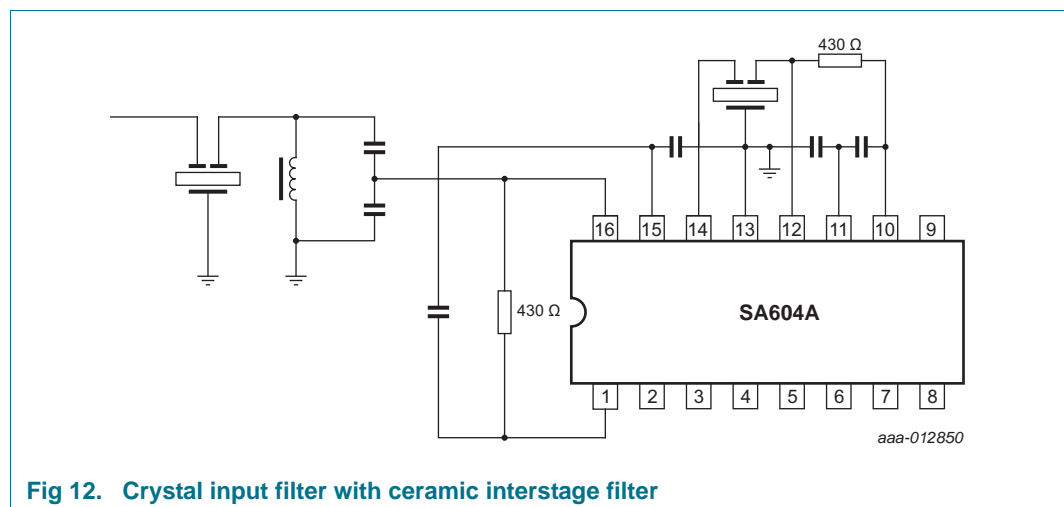 430 Ω
16 15 14 13 12 11 10 9
430 Ω
SA604A
1 2 3 4 5 6 7 8
aaa-012850
Fig 12. Crystal input filter with ceramic interstage filter